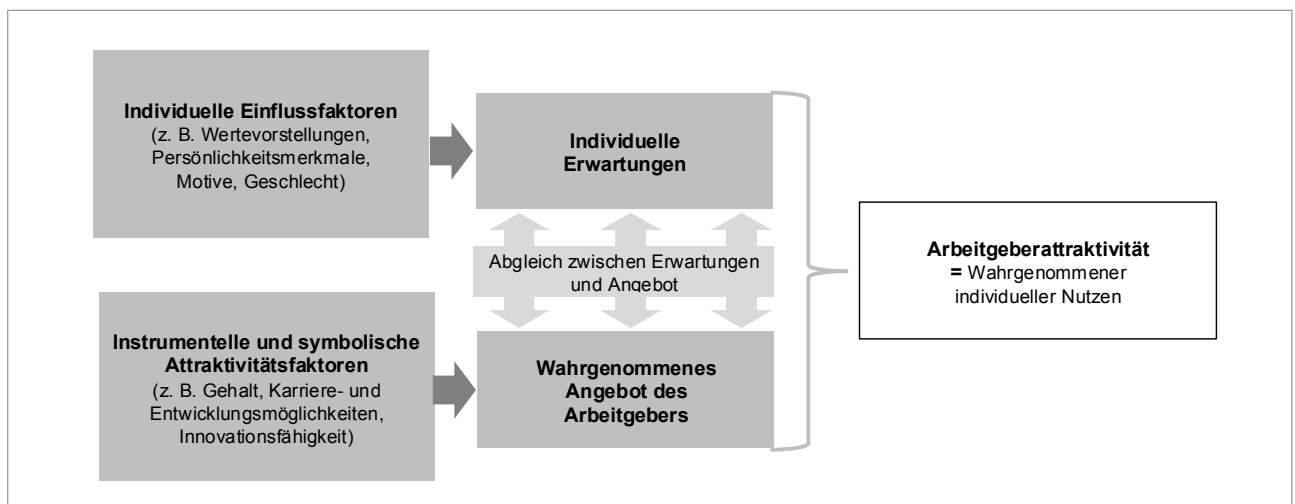 Individuelle Einflussfaktoren
(z. B. Wertevorstellungen,
Persönlichkeitsmerkmale,
Motive, Geschlecht)
Individuelle
Erwartungen
Abgleich zwischen Erwartungen
und Angebot
Arbeitgeberattraktivität
= Wahrgenommener
individueller Nutzen
Instrumentelle und symbolische
Attraktivitätsfaktoren
(z. B. Gehalt, Karriere- und
Entwicklungsmöglichkeiten,
Innovationsfähigkeit)
Wahrgenommenes
Angebot des
Arbeitgebers